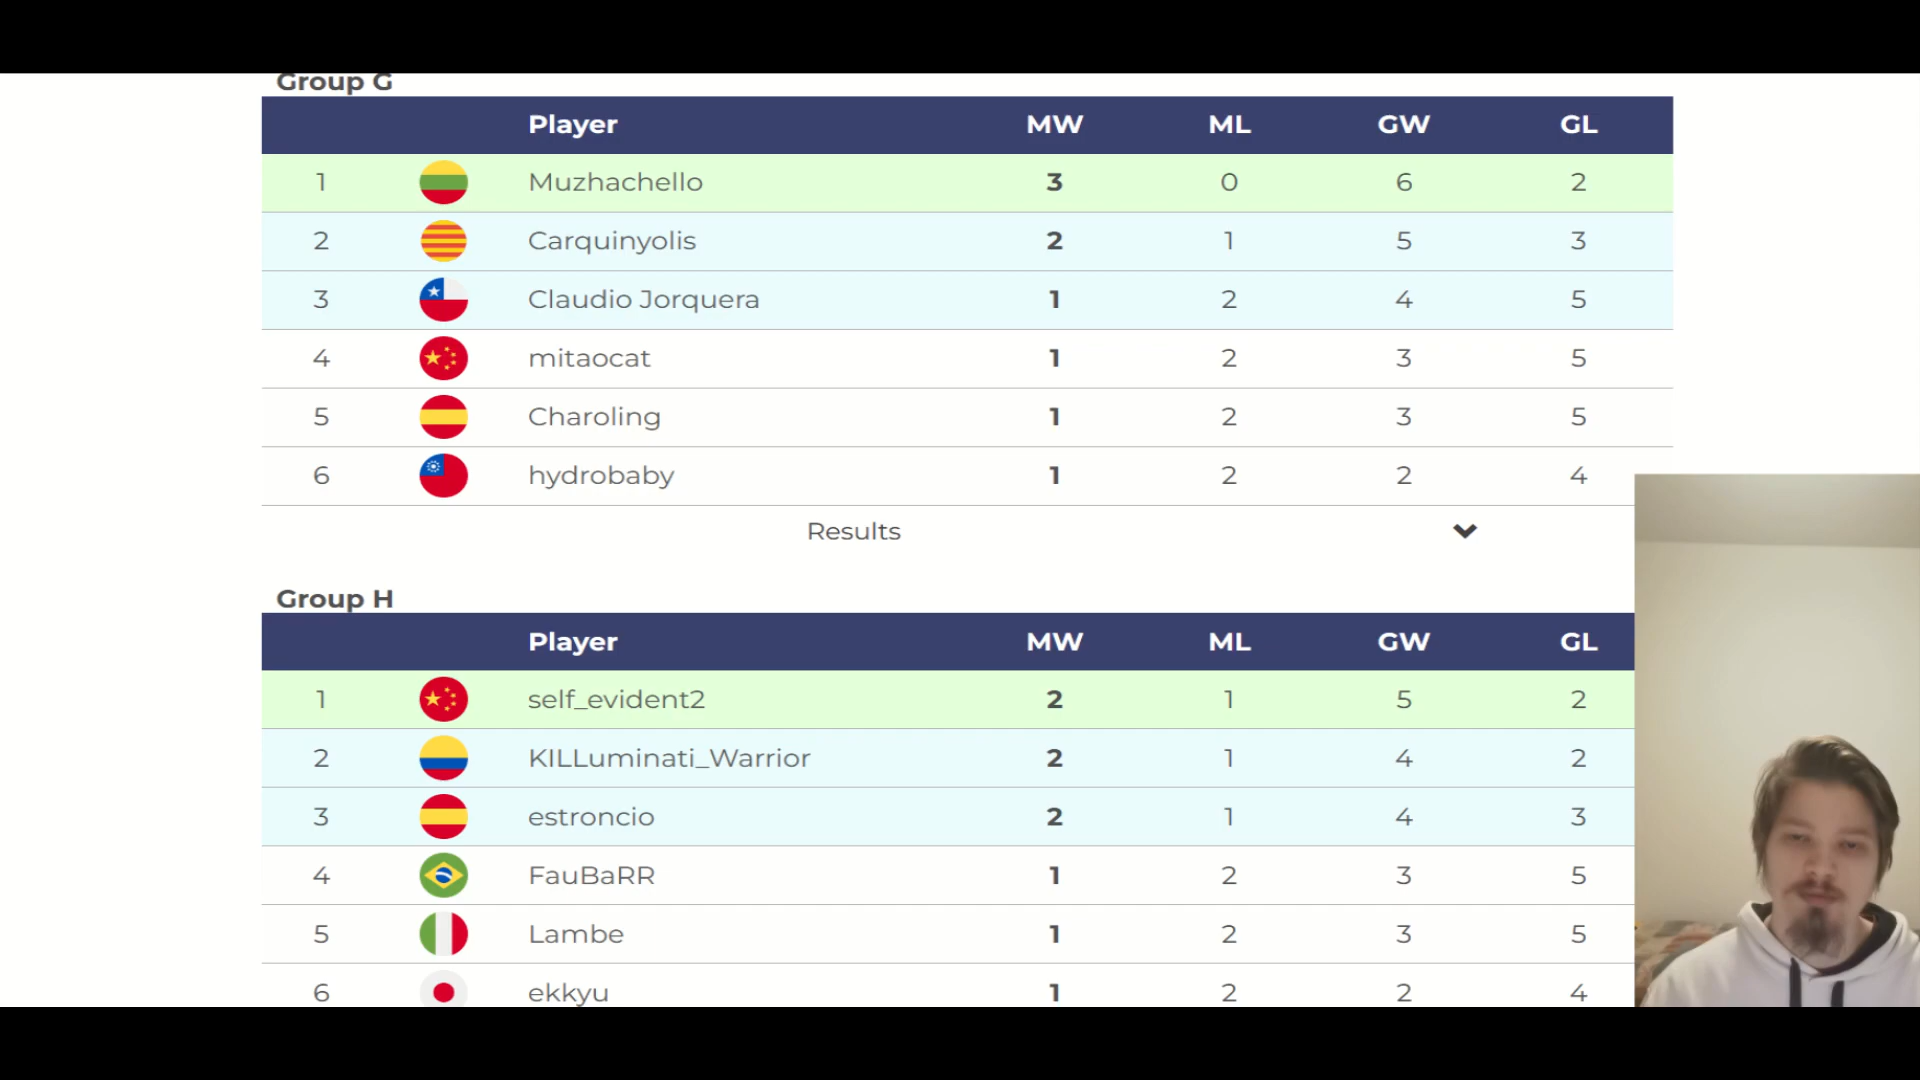 Group G
Player MW ML GW GL
1 Muzhachello 3 0 6 2
2 Carquinyolis 2 1 5 3
3 Claudio Jorquera 1 2 4 5
4 mitaocat 1 2 3 5
5 Charoling 1 2 3 5
6 hydrobaby 1 2 2 4
Results
Group H
Player MW ML GW GL
1 self_evident2 2 1 5 2
2 KILLuminati_Warrior 2 1 4 2
3 estroncio 2 1 4 3
4 FauBaRR 1 2 3 5
5 Lambe 1 2 3 5
6 ekkyu 1 2 2 4